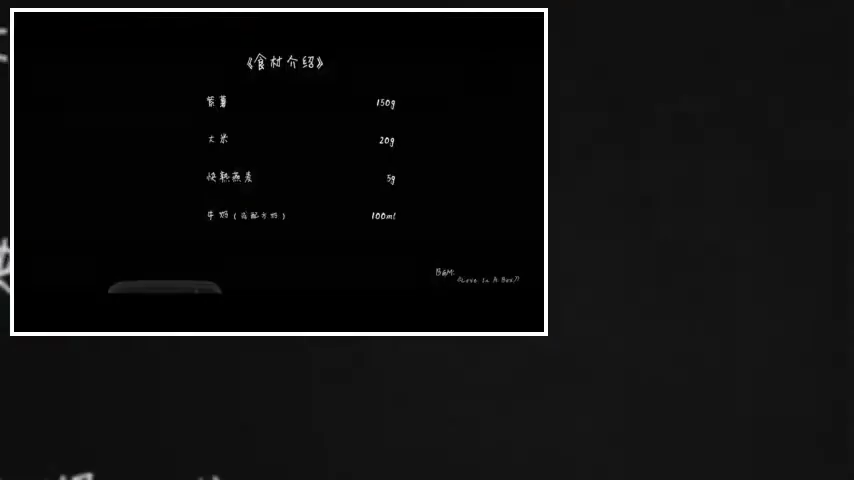 《食材介绍》
紫薯 150g
大米 20g
快熟燕麦 5g
牛奶（或配方奶） 100ml
BGM:
《Love In A Box》